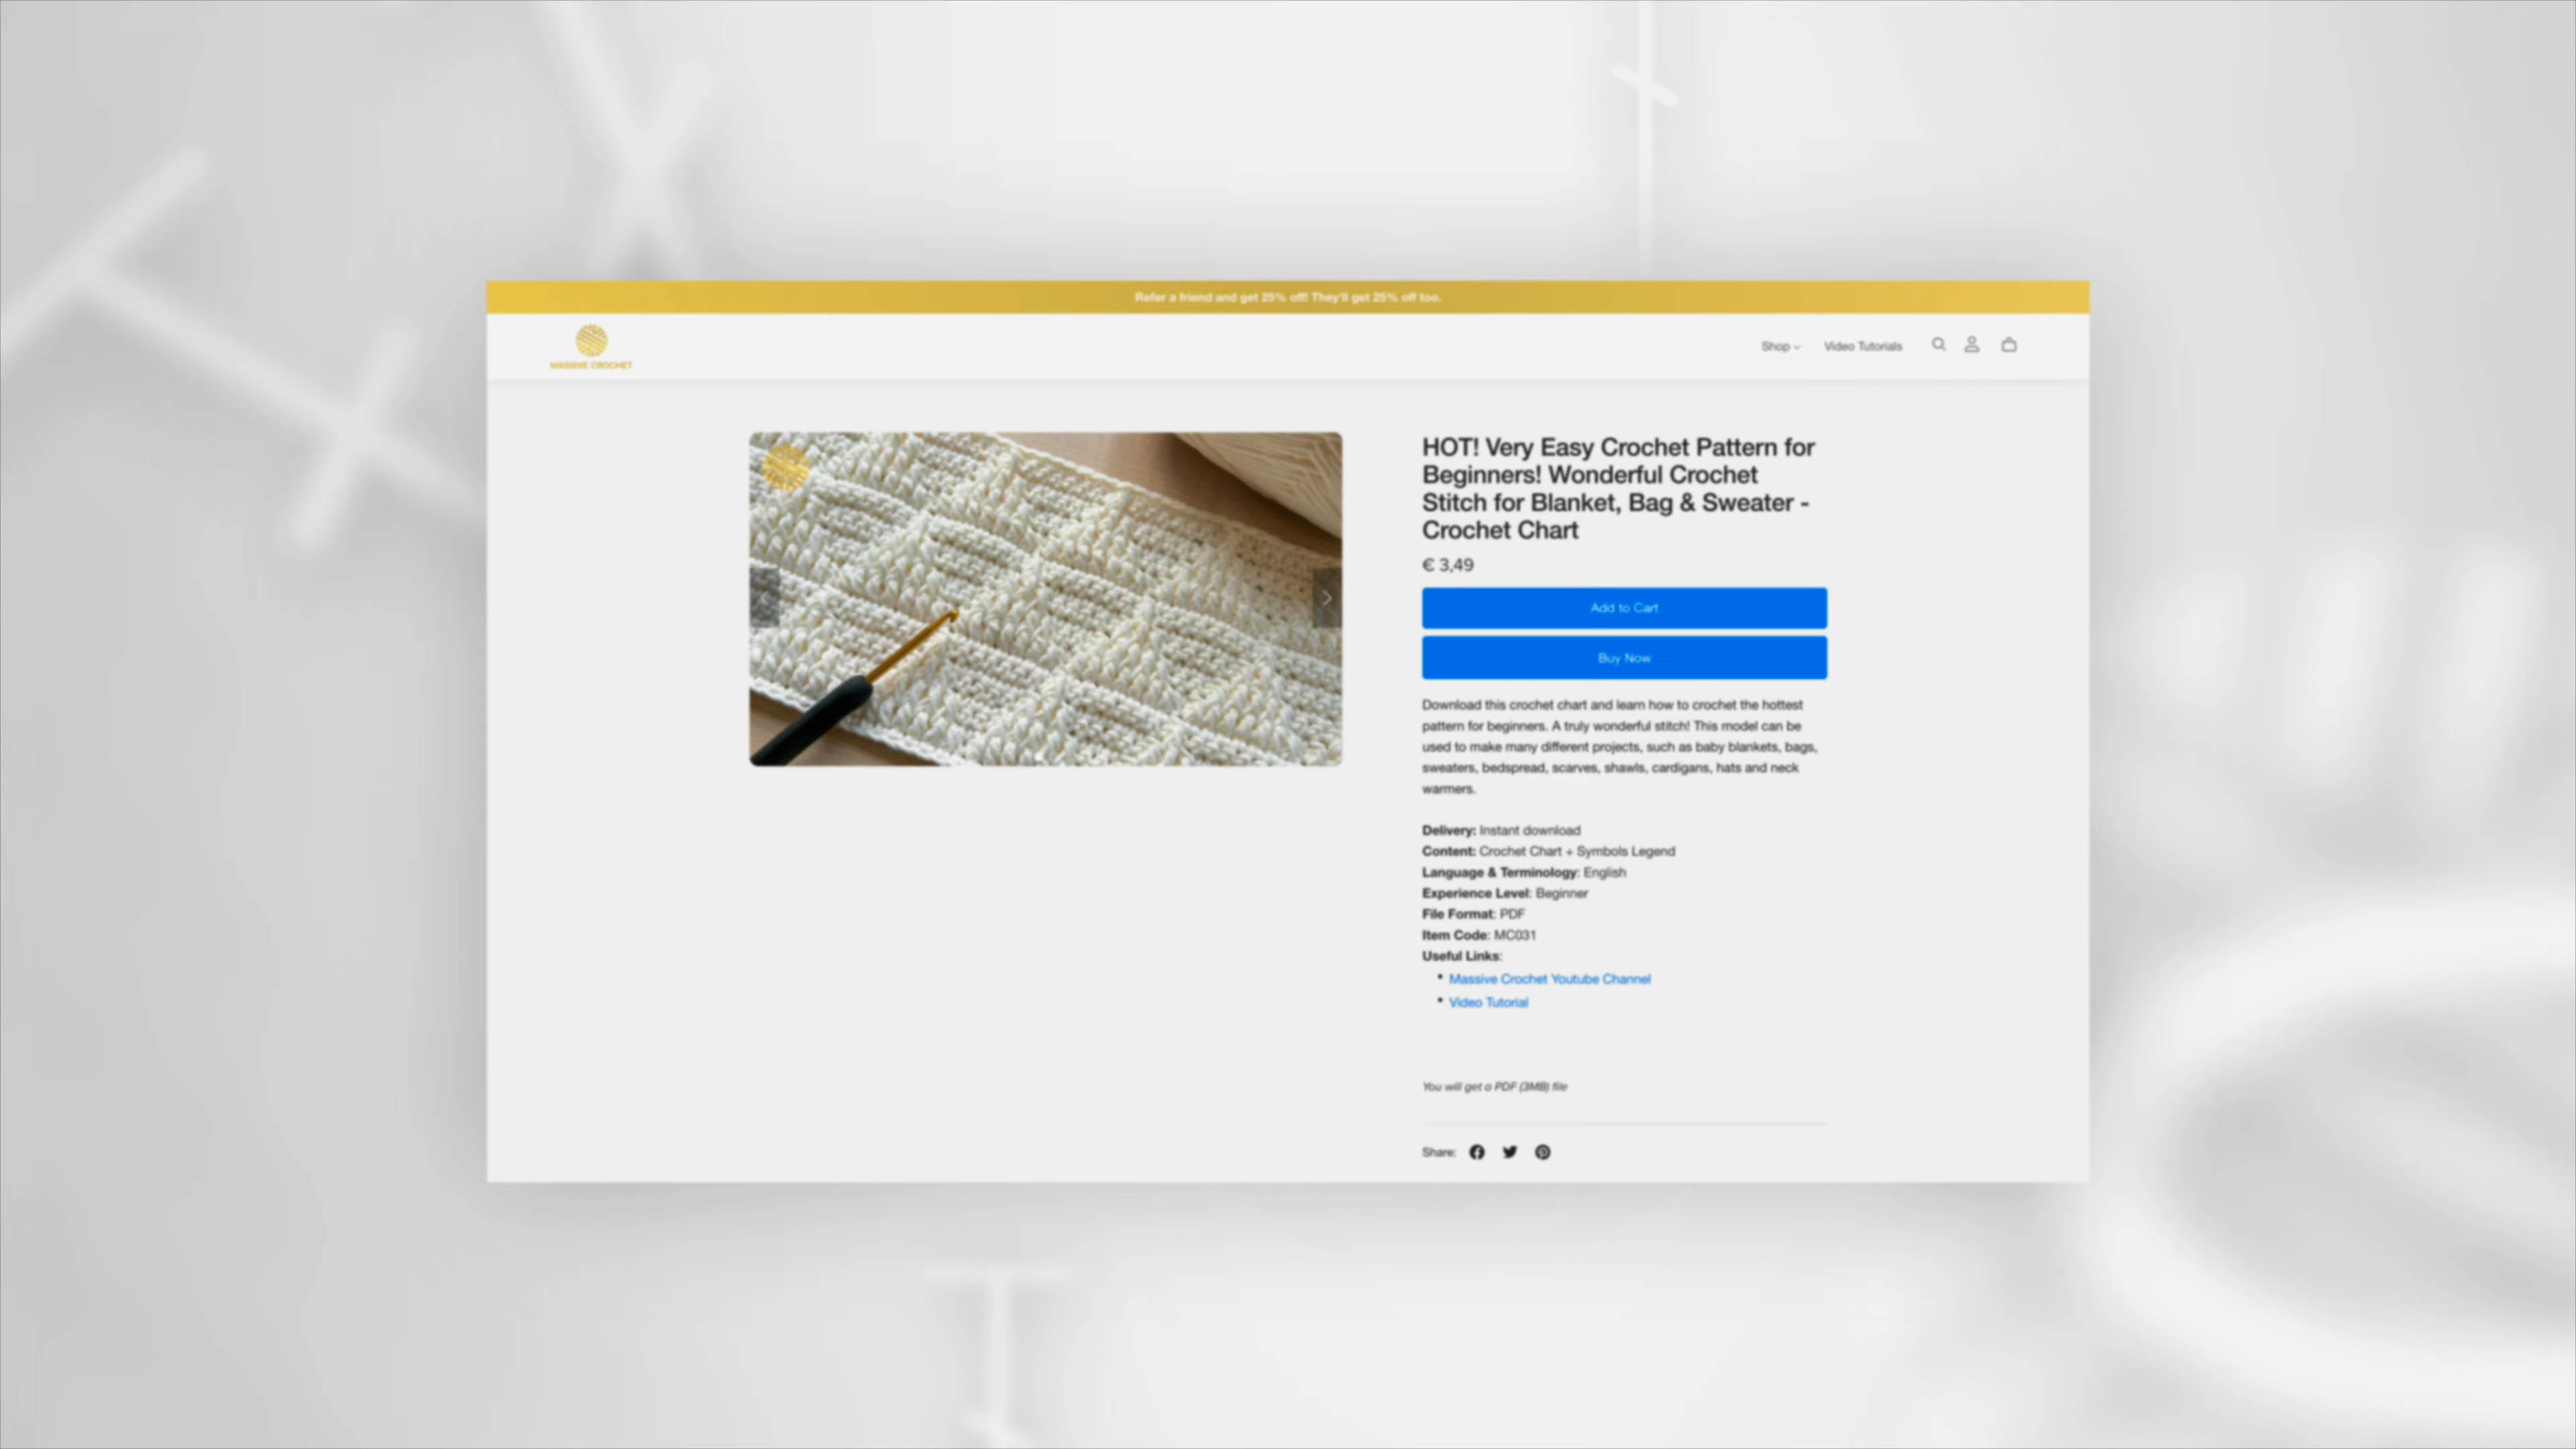 Refer a friend and get 25% off! They'll get 25% off too.
MASSIVE CROCHET
Shop
Video Tutorials
HOT! Very Easy Crochet Pattern for
Beginners! Wonderful Crochet
Stitch for Blanket, Bag & Sweater -
Crochet Chart
€ 3,49
Add to Cart
Buy Now
Download this crochet chart and learn how to crochet the hottest
pattern for beginners. A truly wonderful stitch! This model can be
used to make many different projects, such as baby blankets, bags,
sweaters, bedspread, scarves, shawls, cardigans, hats and neck
warmers.
Delivery: Instant download
Content: Crochet Chart + Symbols Legend
Language & Terminology: English
Experience Level: Beginner
File Format: PDF
Item Code: MC031
Useful Links:
• Massive Crochet Youtube Channel
• Video Tutorial
You will get a PDF (3MB) file
Share: